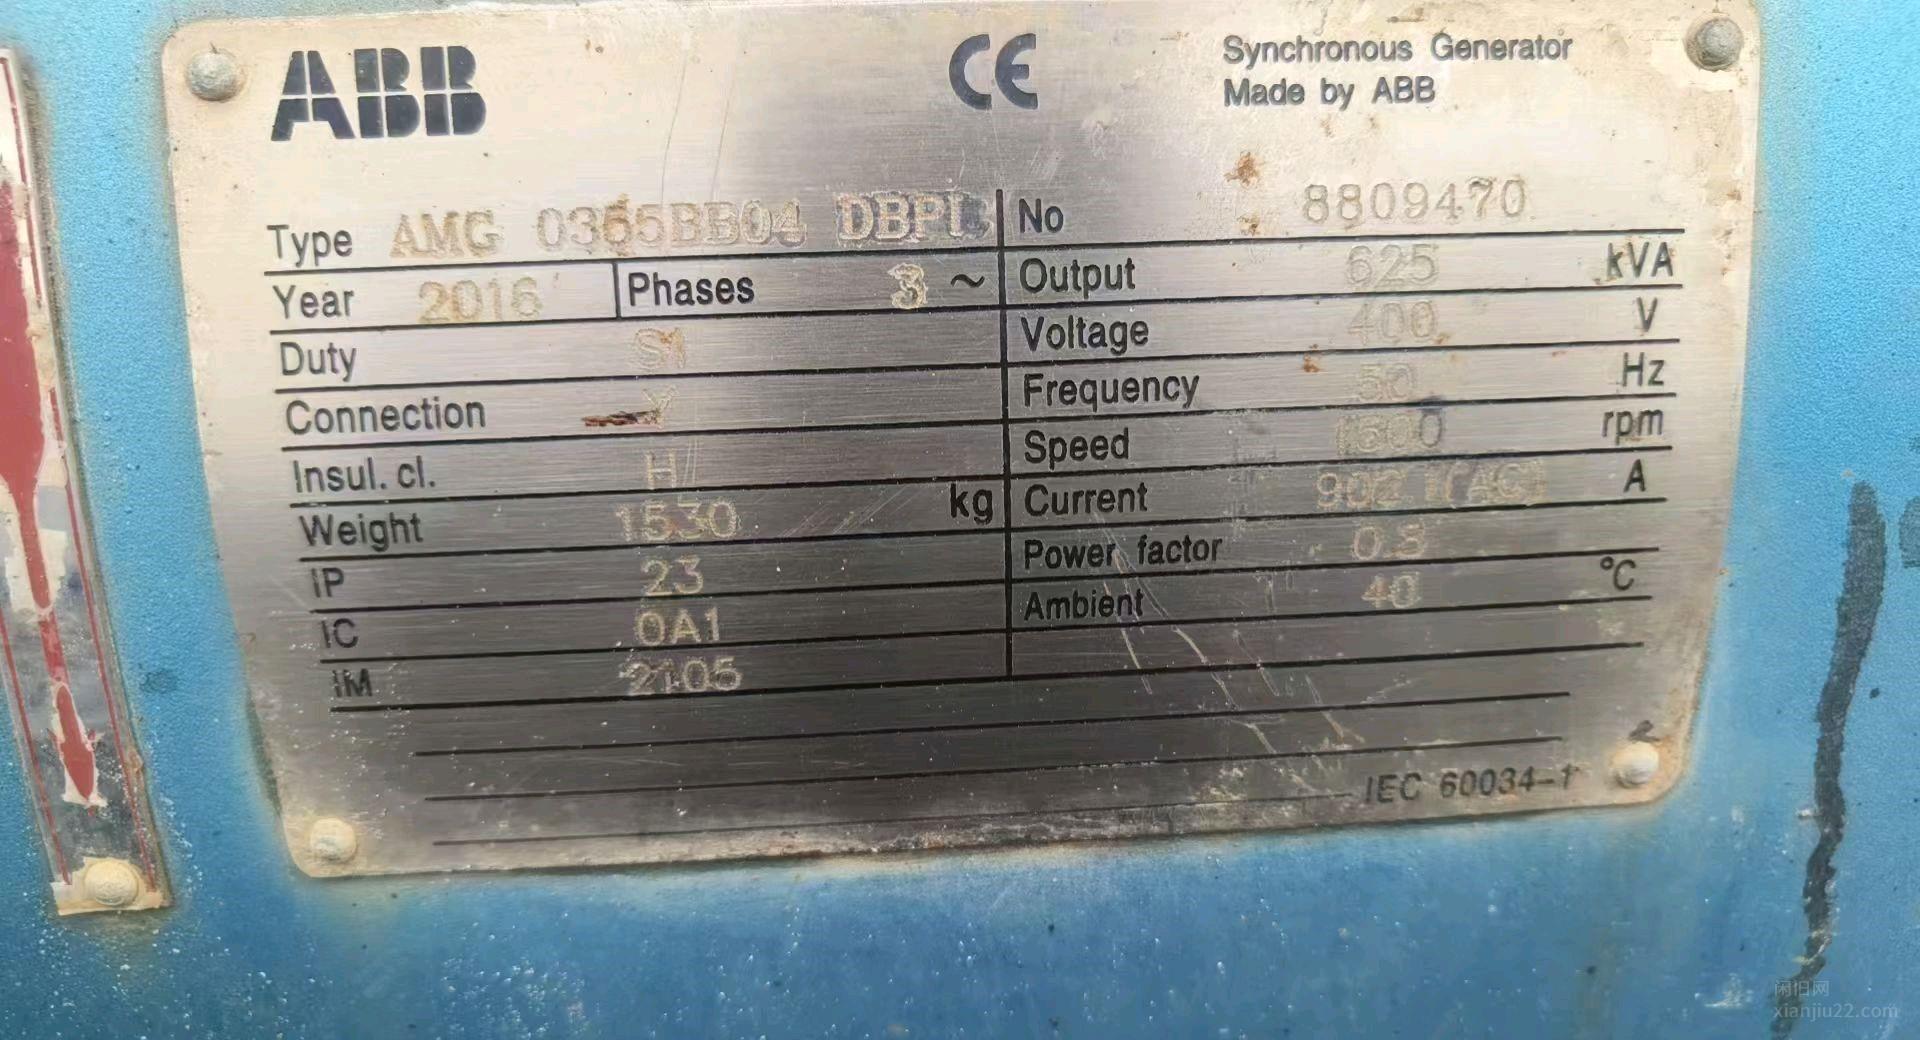 ABB
CE
Synchronous Generator
Made by ABB
Type AMG 0355BB04 DBPL
No 8809470
Year 2016 Phases 3 ~
Output 625 kVA
Duty S1
Voltage 400 V
Connection Y
Frequency 50 Hz
Insul. cl. H
Speed 1500 rpm
Weight 1530 kg
Current 902 (AC) A
IP 23
Power factor 0.8
IC 0A1
Ambient 40 °C
IM 2105
IEC 60034-1
闲旧网
xianjiu22.com